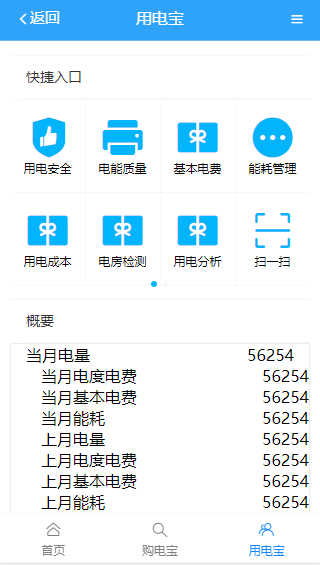 返回 用电宝
快捷入口
用电安全 电能质量 基本电费 能耗管理
用电成本 电房检测 用电分析 扫一扫
概要
当月电量 56254
当月电度电费 56254
当月基本电费 56254
当月能耗 56254
上月电量 56254
上月电度电费 56254
上月基本电费 56254
上月能耗 56254
首页 购电宝 用电宝